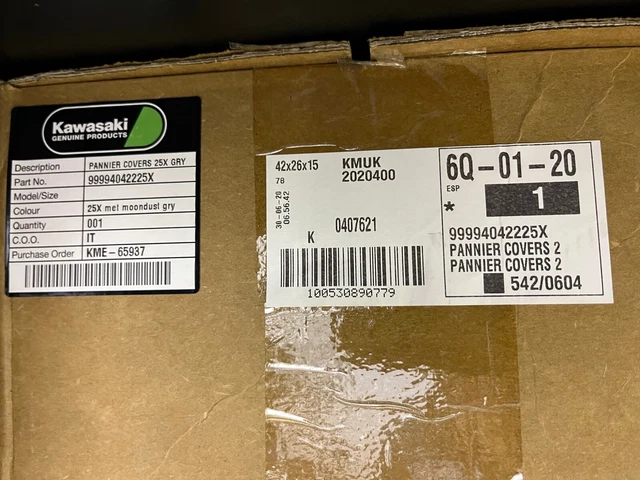 Kawasaki
GENUINE PRODUCTS
Description PANNIER COVERS 25X GRY
Part No. 99994042225X
Model/Size
Colour 25X met moondust gry
Quantity 001
C.O.O. IT
Purchase Order KME-65937
42x26x15 KMUK
78 2020400
30-06-20
06.56.42
K 0407621
100530890779
6Q-01-20
ESP
* 1
99994042225X
PANNIER COVERS 2
PANNIER COVERS 2
542/0604